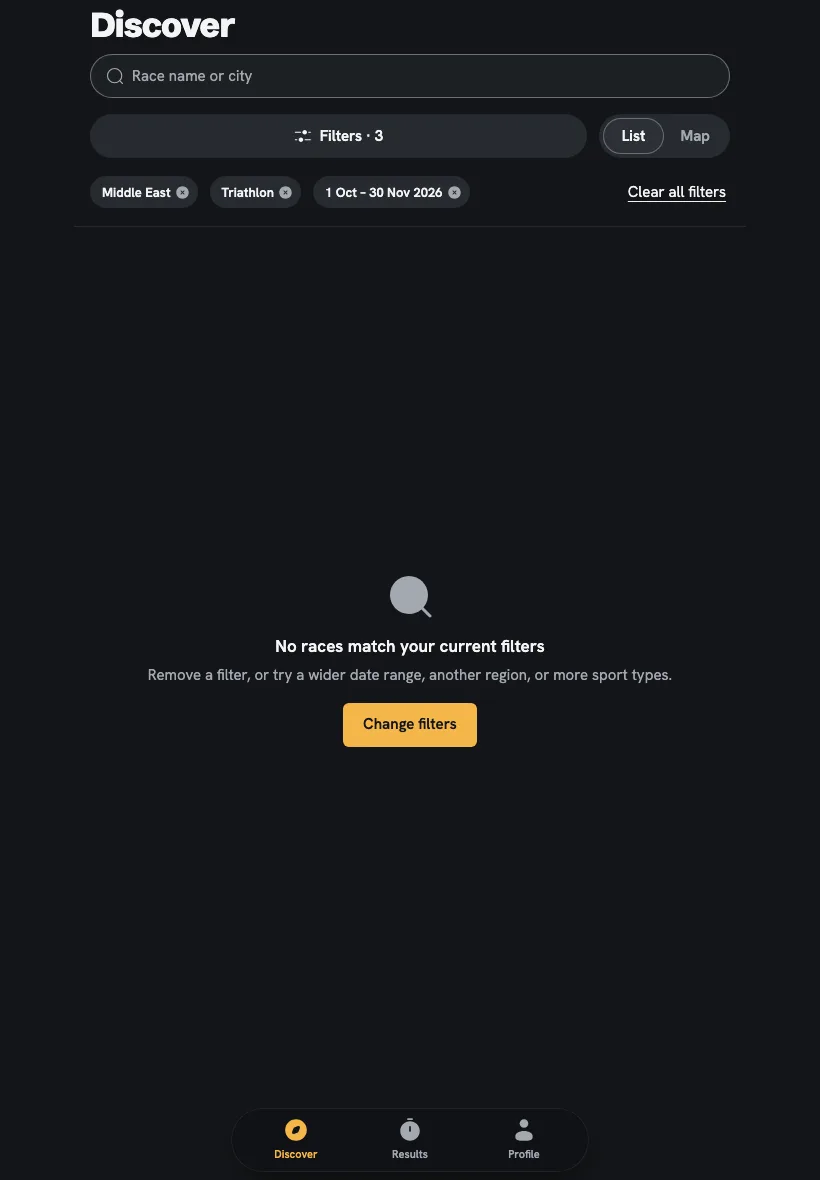 Discover
Race name or city
Filters · 3
List
Map
Middle East
Triathlon
1 Oct – 30 Nov 2026
Clear all filters
No races match your current filters
Remove a filter, or try a wider date range, another region, or more sport types.
Change filters
Discover
Results
Profile